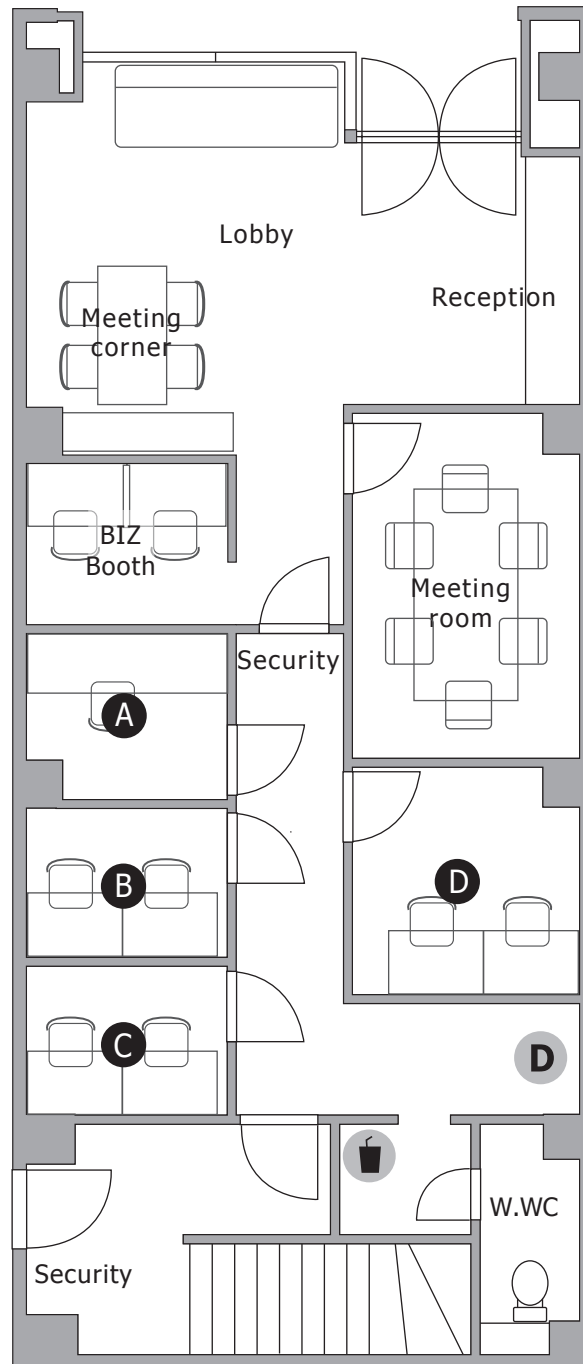 Lobby
Reception
Meeting
corner
BIZ
Booth
Meeting
room
Security
A
B
D
C
D
W.WC
Security